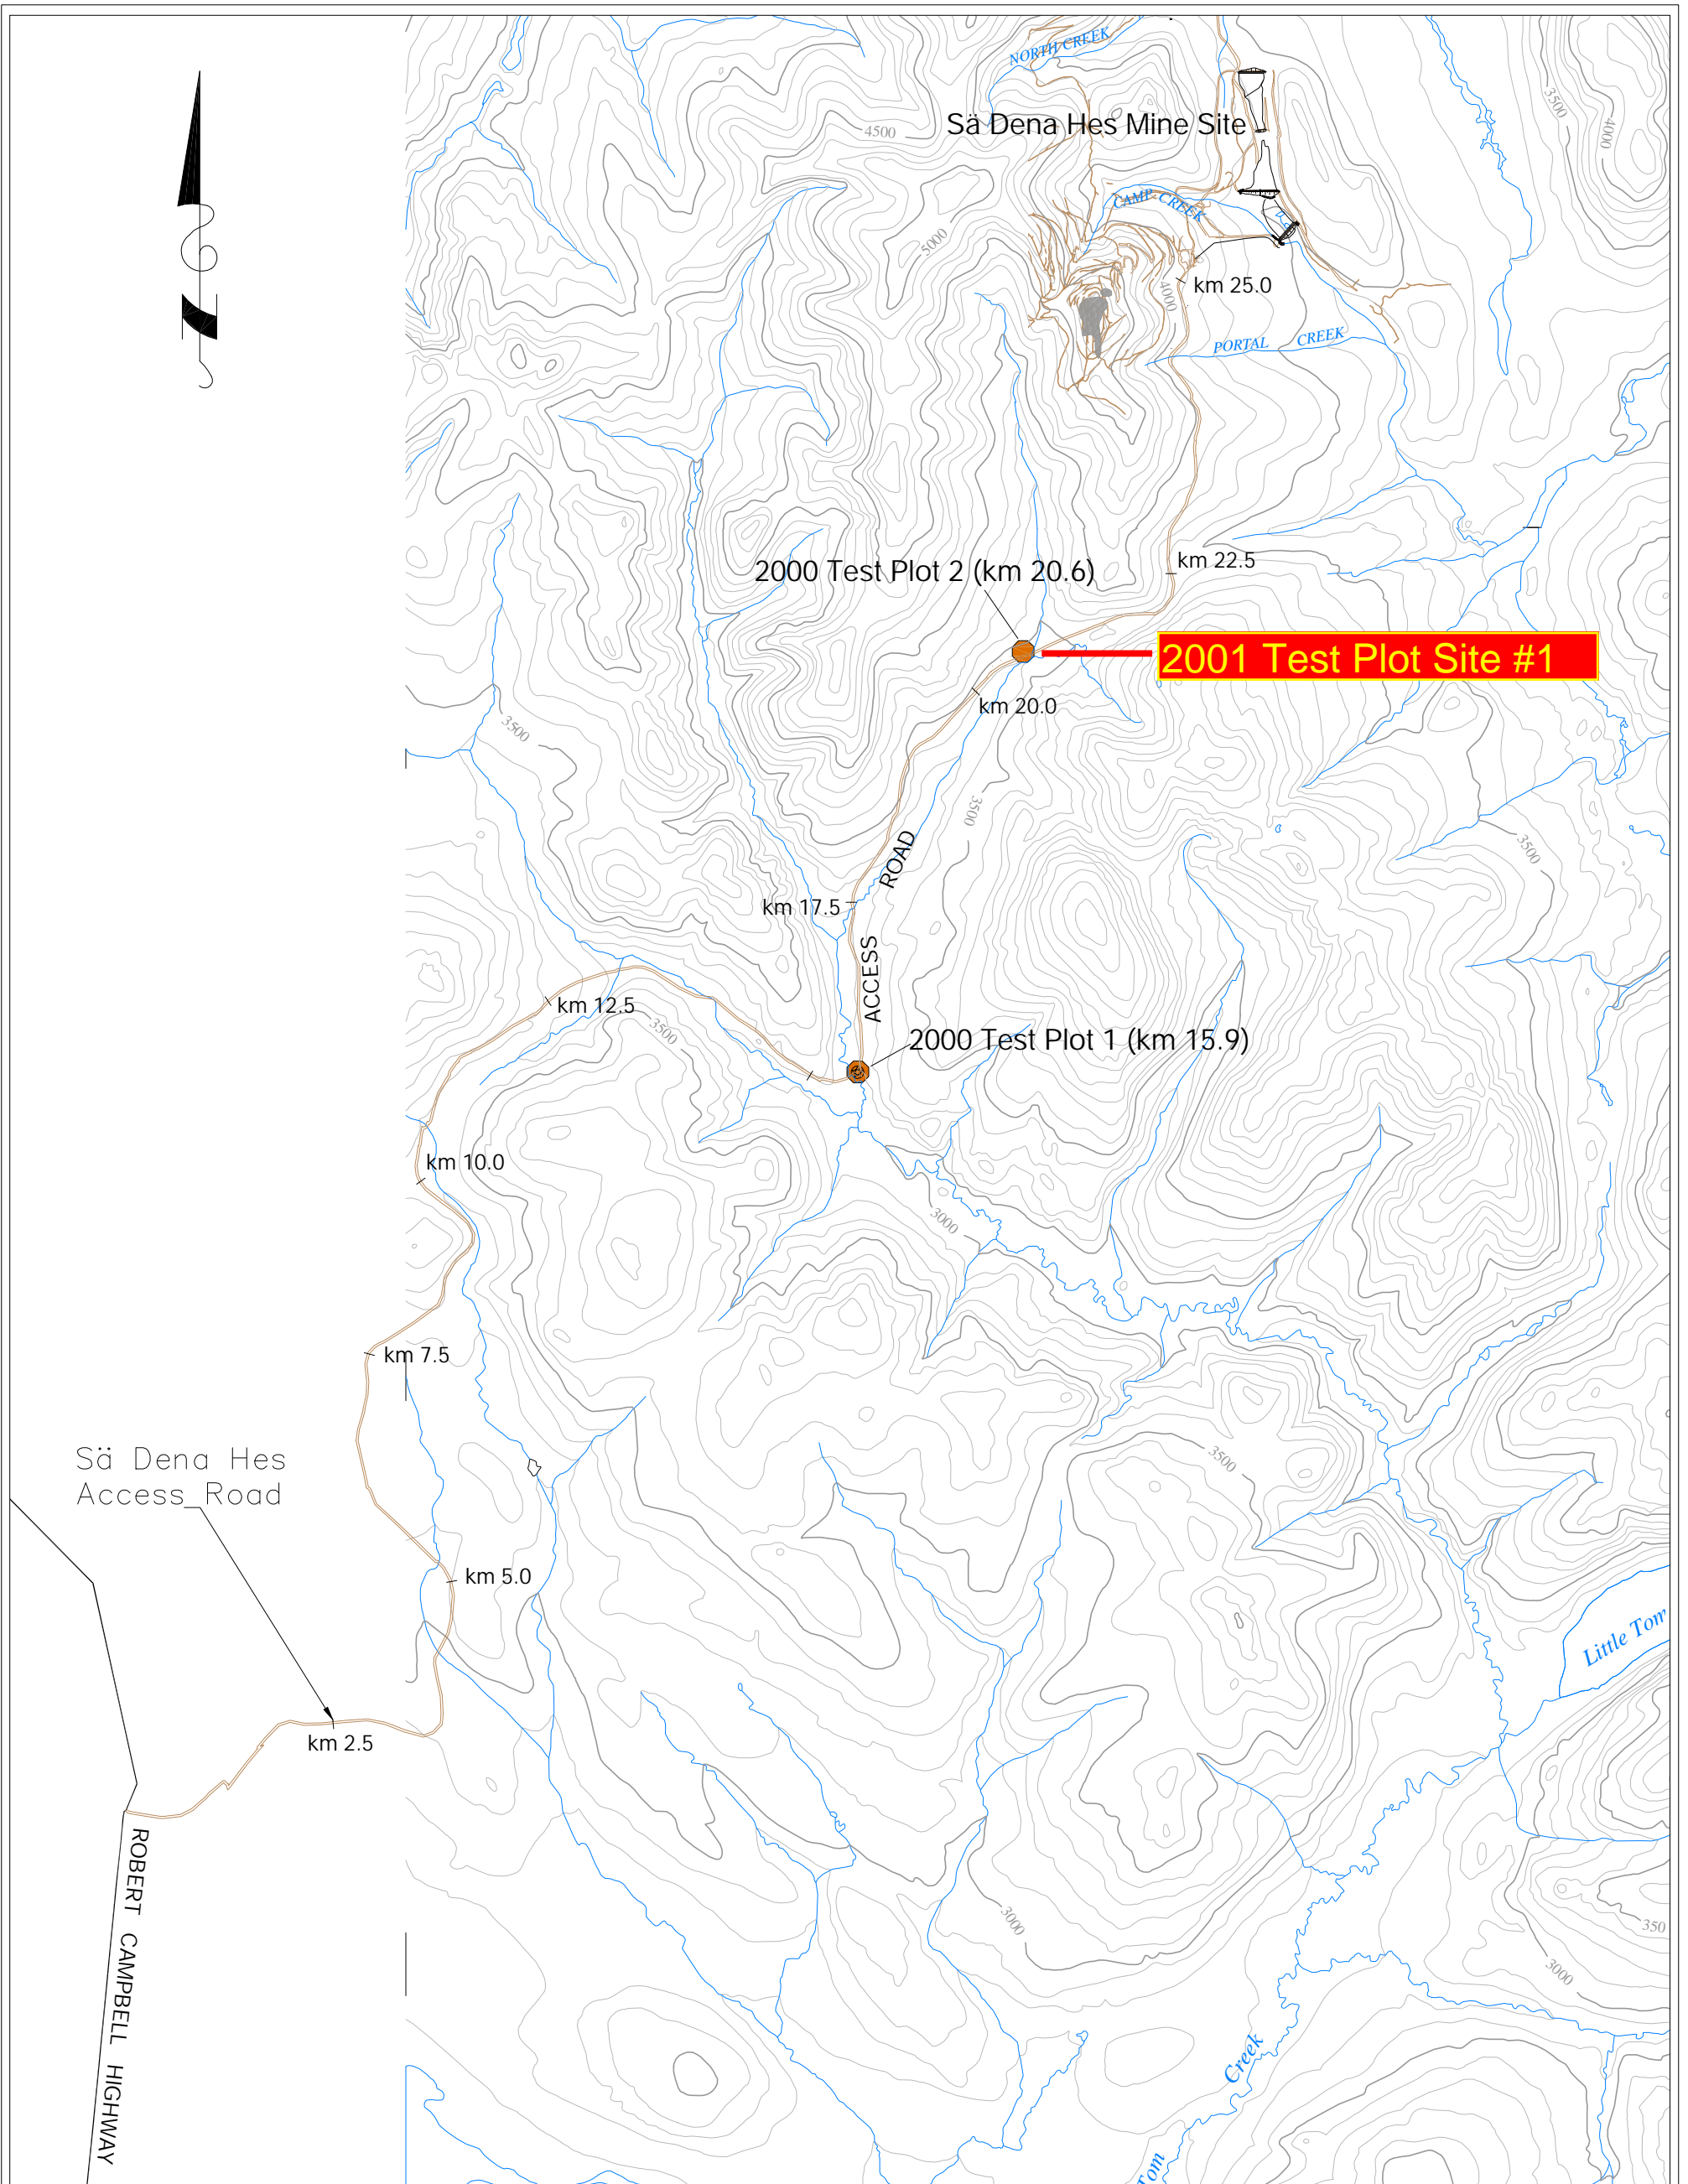 NORTH CREEK
3500
4000
4500
Sä Dena Hes Mine Site
CAMP CREEK
5000
4000
km 25.0
PORTAL CREEK
km 22.5
2000 Test Plot 2 (km 20.6)
2001 Test Plot Site #1
km 20.0
3500
3500
3500
ROAD
km 17.5
ACCESS
km 12.5
3500
2000 Test Plot 1 (km 15.9)
km 10.0
3000
km 7.5
3500
Sä Dena Hes
Access Road
km 5.0
Little Tom
km 2.5
ROBERT CAMPBELL HIGHWAY
3000
350
3000
Creek
Tom